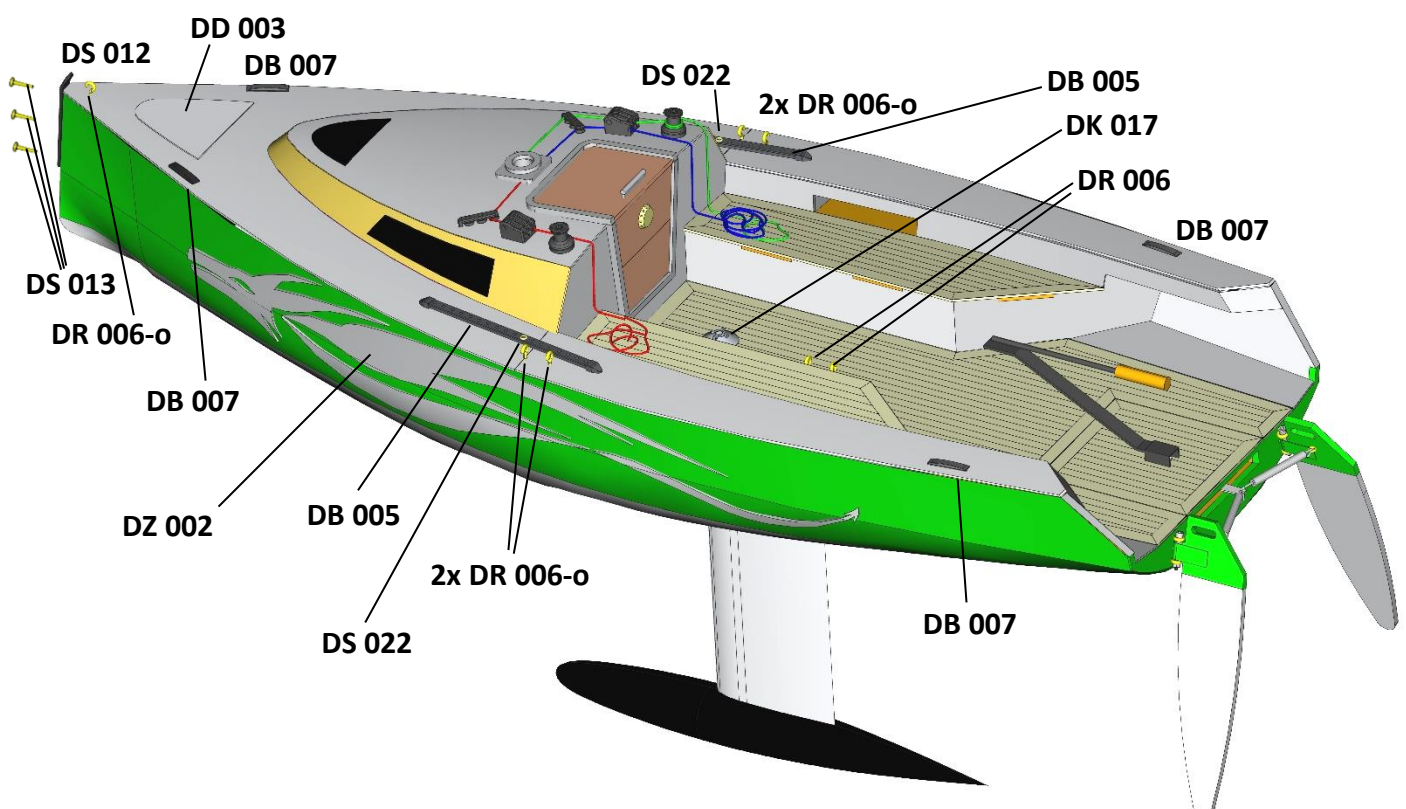 DD 003
DS 012
DB 007
DS 022
2x DR 006-o
DB 005
DK 017
DR 006
DB 007
DS 013
DR 006-o
DB 007
DZ 002
DB 005
2x DR 006-o
DS 022
DB 007